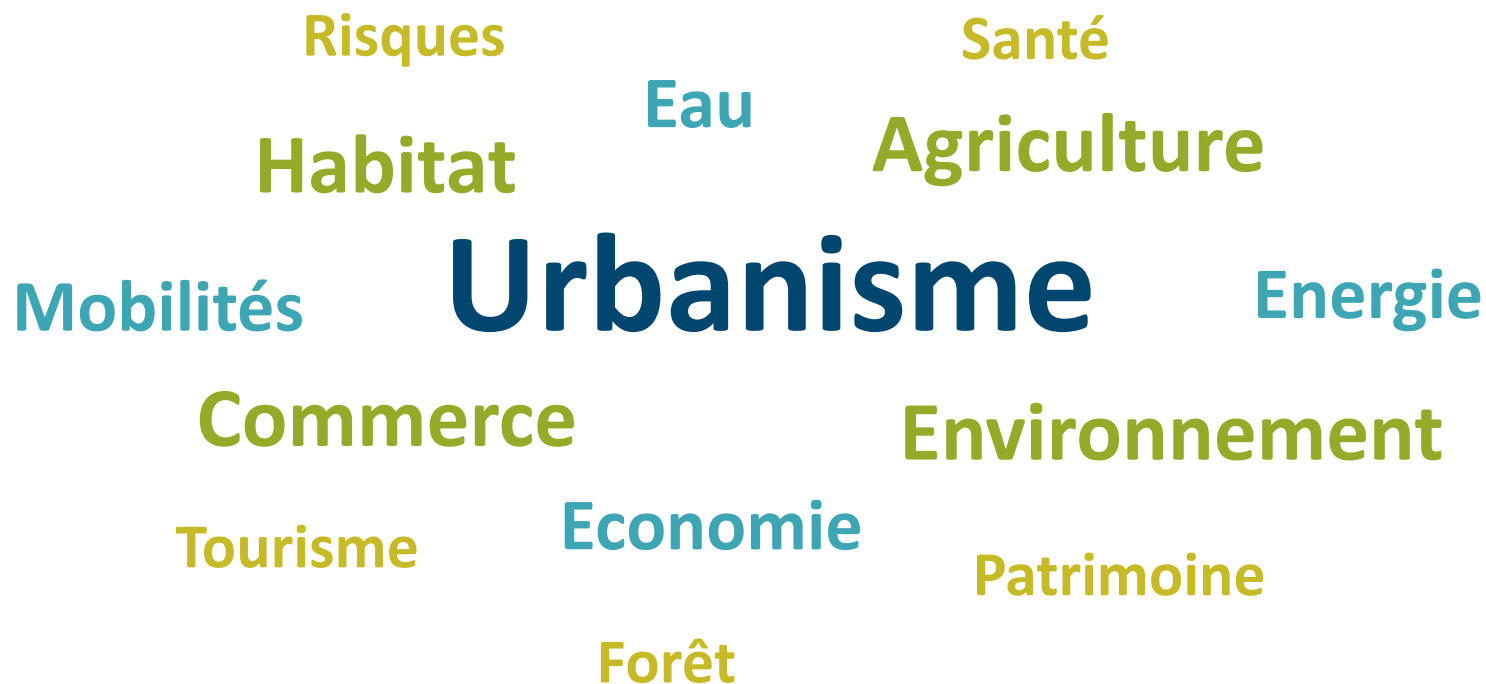 Risques
Santé
Eau
Habitat
Agriculture
Urbanisme
Mobilités
Energie
Commerce
Environnement
Economie
Tourisme
Patrimoine
Forêt